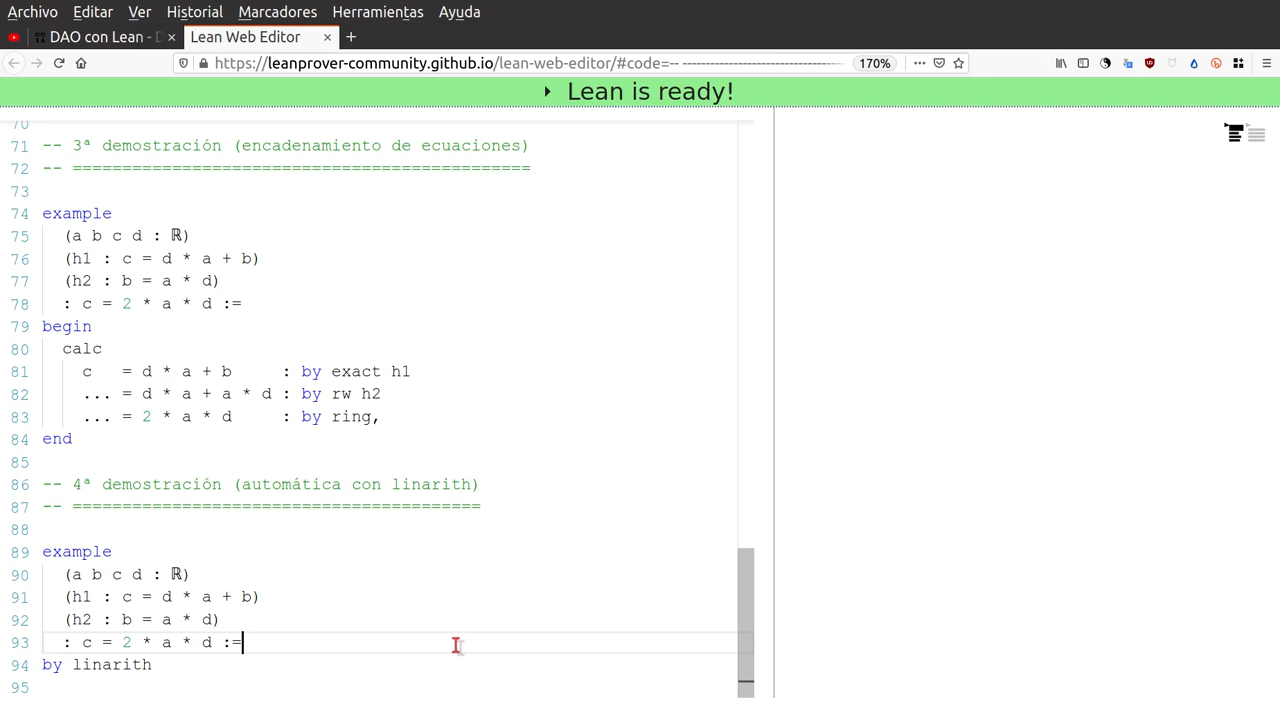 Archivo Editar Ver Historial Marcadores Herramientas Ayuda
DAO con Lean - D × Lean Web Editor × +
https://leanprover-community.github.io/lean-web-editor/#code=-- ---------------------------------- 170% ...
Lean is ready!
70
71 -- 3ª demostración (encadenamiento de ecuaciones)
72 -- ==============================================
73
74 example
75 (a b c d : ℝ)
76 (h1 : c = d * a + b)
77 (h2 : b = a * d)
78 : c = 2 * a * d :=
79 begin
80 calc
81 c = d * a + b : by exact h1
82 ... = d * a + a * d : by rw h2
83 ... = 2 * a * d : by ring,
84 end
85
86 -- 4ª demostración (automática con linarith)
87 -- =========================================
88
89 example
90 (a b c d : ℝ)
91 (h1 : c = d * a + b)
92 (h2 : b = a * d)
93 : c = 2 * a * d :=
94 by linarith
95